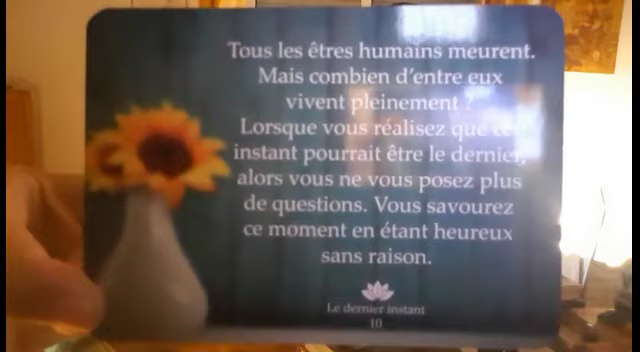 Tous les êtres humains meurent.
Mais combien d'entre eux
vivent pleinement ?
Lorsque vous réalisez que cet
instant pourrait être le dernier,
alors vous ne vous posez plus
de questions. Vous savourez
ce moment en étant heureux
sans raison.
Le dernier instant
10